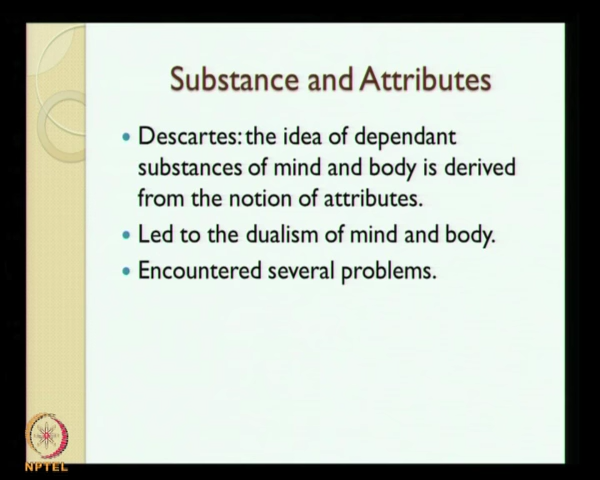 Substance and Attributes
• Descartes: the idea of dependant
substances of mind and body is derived
from the notion of attributes.
• Led to the dualism of mind and body.
• Encountered several problems.
NPTEL